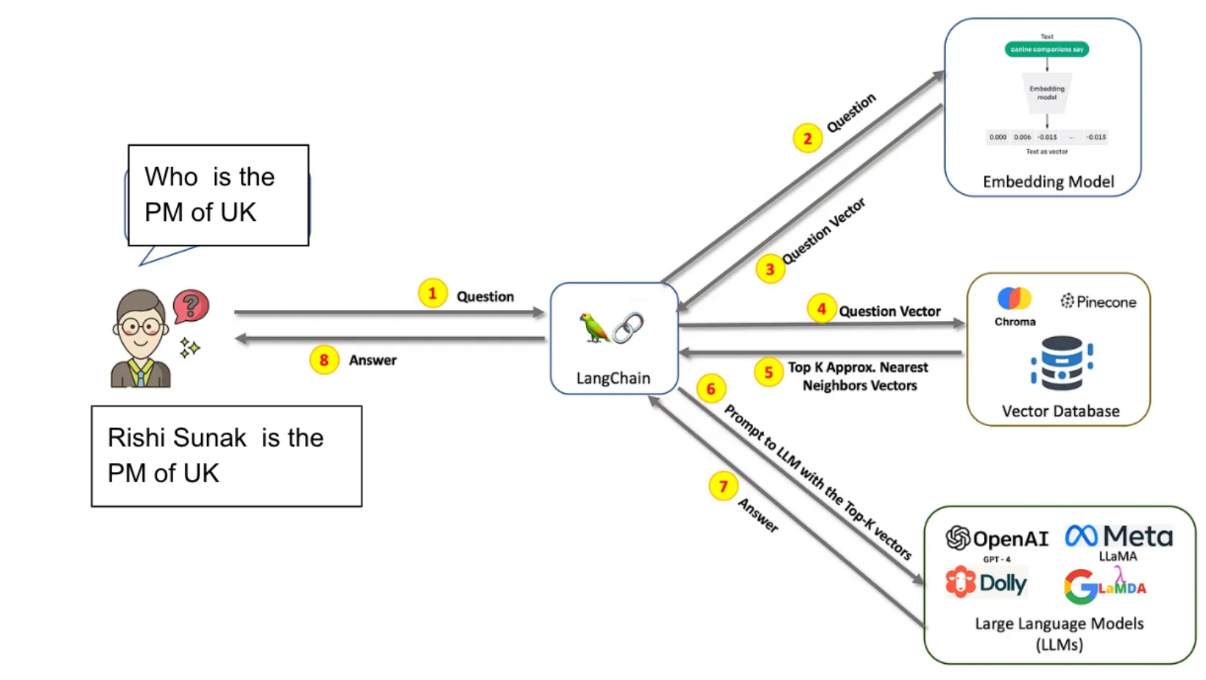 Text
canine companions say
Embedding
model
0.000 0.006 -0.013 ... -0.013
Text as vector
Embedding Model
2 Question
3 Question Vector
Who is the
PM of UK
1 Question
8 Answer
Rishi Sunak is the
PM of UK
LangChain
4 Question Vector
5 Top K Approx. Nearest
Neighbors Vectors
Chroma
Pinecone
Vector Database
6 Prompt to LLM with the Top-K vectors
7 Answer
OpenAI
GPT - 4
Meta
LLaMA
Dolly
G LaMDA
λ
Large Language Models
(LLMs)